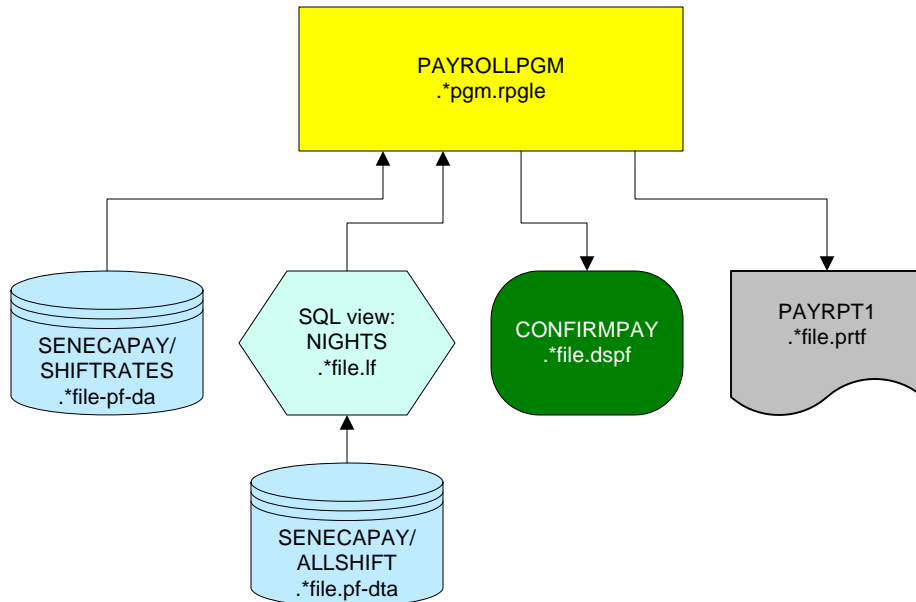 PAYROLLPGM
.*pgm.rpgle
SENECAPAY/
SHIFTRATES
.*file-pf-da
SQL view:
NIGHTS
.*file.lf
CONFIRMPAY
.*file.dspf
PAYRPT1
.*file.prtf
SENECAPAY/
ALLSHIFT
.*file.pf-dta